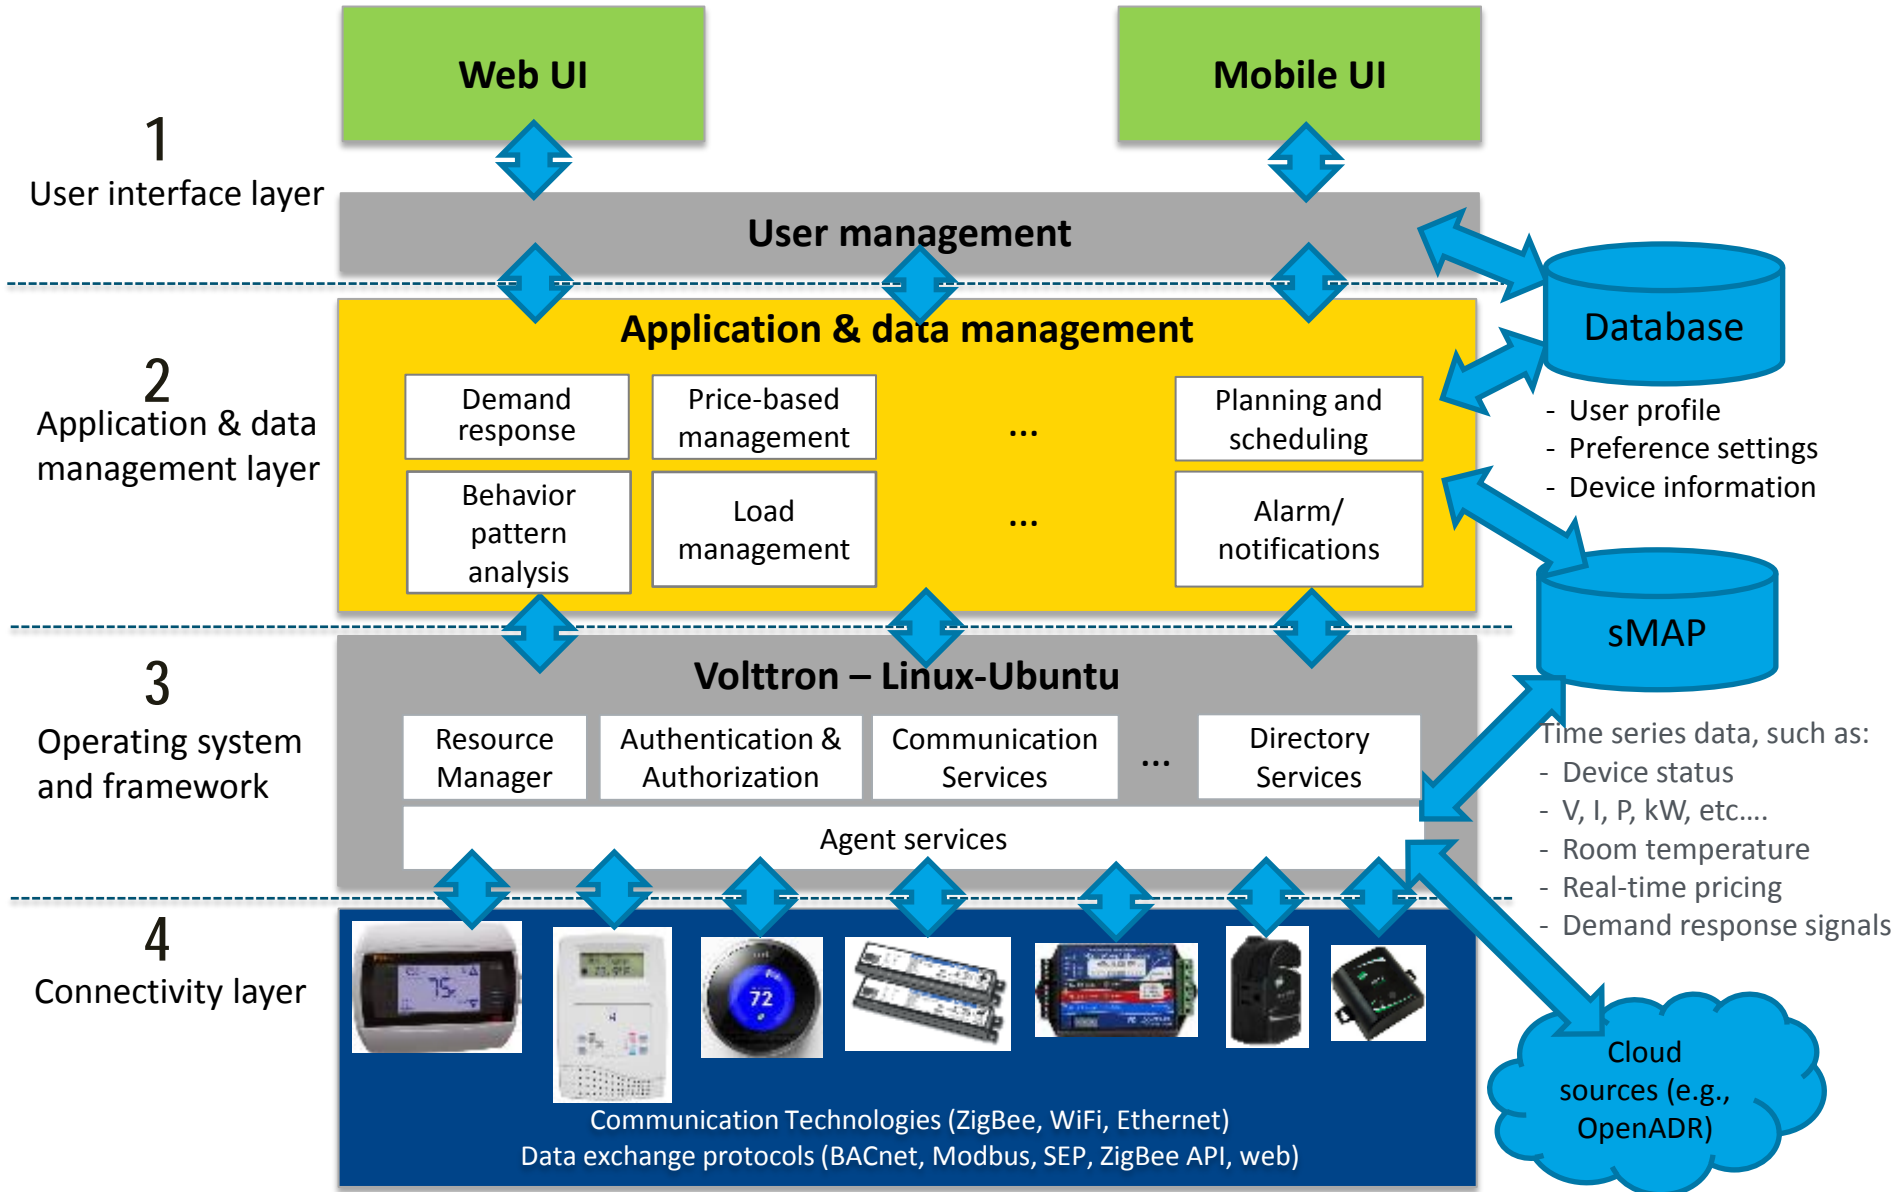 Web UI
Mobile UI
1
User interface layer
User management
2
Application & data
management layer
Application & data management
Demand
response
Price-based
management
...
Planning and
scheduling
Behavior
pattern
analysis
Load
management
...
Alarm/
notifications
Database
- User profile
- Preference settings
- Device information
sMAP
3
Operating system
and framework
Volttron – Linux-Ubuntu
Resource
Manager
Authentication &
Authorization
Communication
Services
...
Directory
Services
Agent services
Time series data, such as:
- Device status
- V, I, P, kW, etc....
- Room temperature
- Real-time pricing
- Demand response signals
4
Connectivity layer
75
72
Communication Technologies (ZigBee, WiFi, Ethernet)
Data exchange protocols (BACnet, Modbus, SEP, ZigBee API, web)
Cloud
sources (e.g.,
OpenADR)